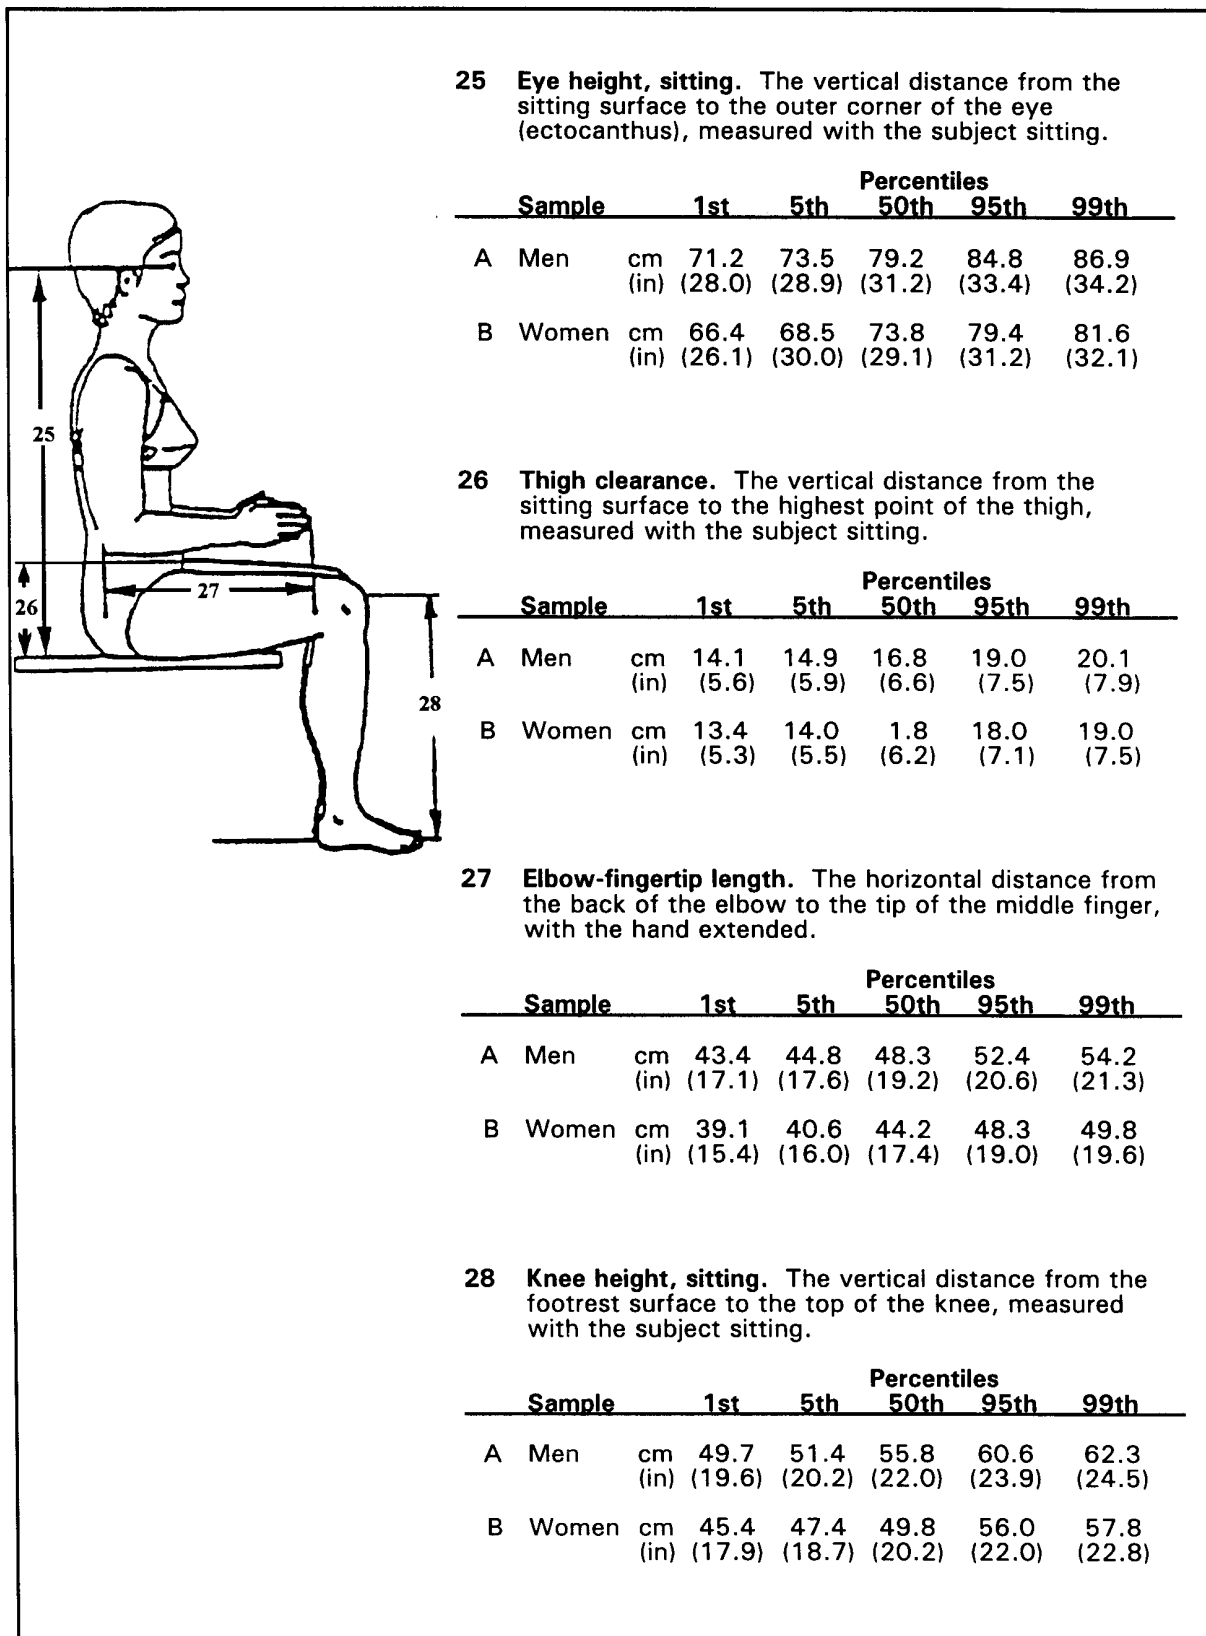 25 Eye height, sitting. The vertical distance from the
sitting surface to the outer corner of the eye
(ectocanthus), measured with the subject sitting.
Percentiles
Sample 1st 5th 50th 95th 99th
A Men cm 71.2 73.5 79.2 84.8 86.9
(in) (28.0) (28.9) (31.2) (33.4) (34.2)
B Women cm 66.4 68.5 73.8 79.4 81.6
(in) (26.1) (30.0) (29.1) (31.2) (32.1)
25
26 Thigh clearance. The vertical distance from the
sitting surface to the highest point of the thigh,
measured with the subject sitting.
27
26
Percentiles
Sample 1st 5th 50th 95th 99th
A Men cm 14.1 14.9 16.8 19.0 20.1
(in) (5.6) (5.9) (6.6) (7.5) (7.9)
28
B Women cm 13.4 14.0 1.8 18.0 19.0
(in) (5.3) (5.5) (6.2) (7.1) (7.5)
27 Elbow-fingertip length. The horizontal distance from
the back of the elbow to the tip of the middle finger,
with the hand extended.
Percentiles
Sample 1st 5th 50th 95th 99th
A Men cm 43.4 44.8 48.3 52.4 54.2
(in) (17.1) (17.6) (19.2) (20.6) (21.3)
B Women cm 39.1 40.6 44.2 48.3 49.8
(in) (15.4) (16.0) (17.4) (19.0) (19.6)
28 Knee height, sitting. The vertical distance from the
footrest surface to the top of the knee, measured
with the subject sitting.
Percentiles
Sample 1st 5th 50th 95th 99th
A Men cm 49.7 51.4 55.8 60.6 62.3
(in) (19.6) (20.2) (22.0) (23.9) (24.5)
B Women cm 45.4 47.4 49.8 56.0 57.8
(in) (17.9) (18.7) (20.2) (22.0) (22.8)